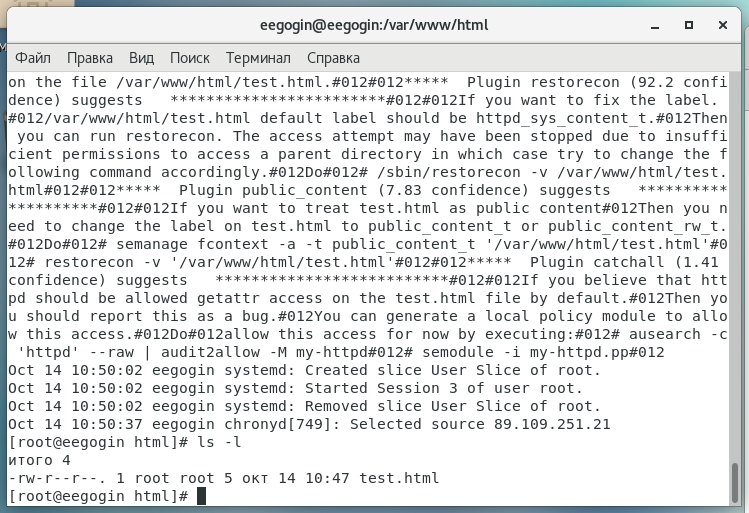 eegogin@eegogin:/var/www/html
Файл Правка Вид Поиск Терминал Справка
on the file /var/www/html/test.html.#012#012***** Plugin restorecon (92.2 confi
dence) suggests ************************#012#012If you want to fix the label.
#012/var/www/html/test.html default label should be httpd_sys_content_t.#012Then
you can run restorecon. The access attempt may have been stopped due to insuffi
cient permissions to access a parent directory in which case try to change the f
ollowing command accordingly.#012Do#012# /sbin/restorecon -v /var/www/html/test.
html#012#012***** Plugin public_content (7.83 confidence) suggests **********
********************#012#012If you want to treat test.html as public content#012Then you n
eed to change the label on test.html to public_content_t or public_content_rw_t.
#012Do#012# semanage fcontext -a -t public_content_t '/var/www/html/test.html'#0
12# restorecon -v '/var/www/html/test.html'#012#012***** Plugin catchall (1.41
confidence) suggests **************************#012#012If you believe that htt
pd should be allowed getattr access on the test.html file by default.#012Then yo
u should report this as a bug.#012You can generate a local policy module to allo
w this access.#012Do#012allow this access for now by executing:#012# ausearch -c
'httpd' --raw | audit2allow -M my-httpd#012# semodule -i my-httpd.pp#012
Oct 14 10:50:02 eegogin systemd: Created slice User Slice of root.
Oct 14 10:50:02 eegogin systemd: Started Session 3 of user root.
Oct 14 10:50:02 eegogin systemd: Removed slice User Slice of root.
Oct 14 10:50:37 eegogin chronyd[749]: Selected source 89.109.251.21
[root@eegogin html]# ls -l
итого 4
-rw-r--r--. 1 root root 5 окт 14 10:47 test.html
[root@eegogin html]#